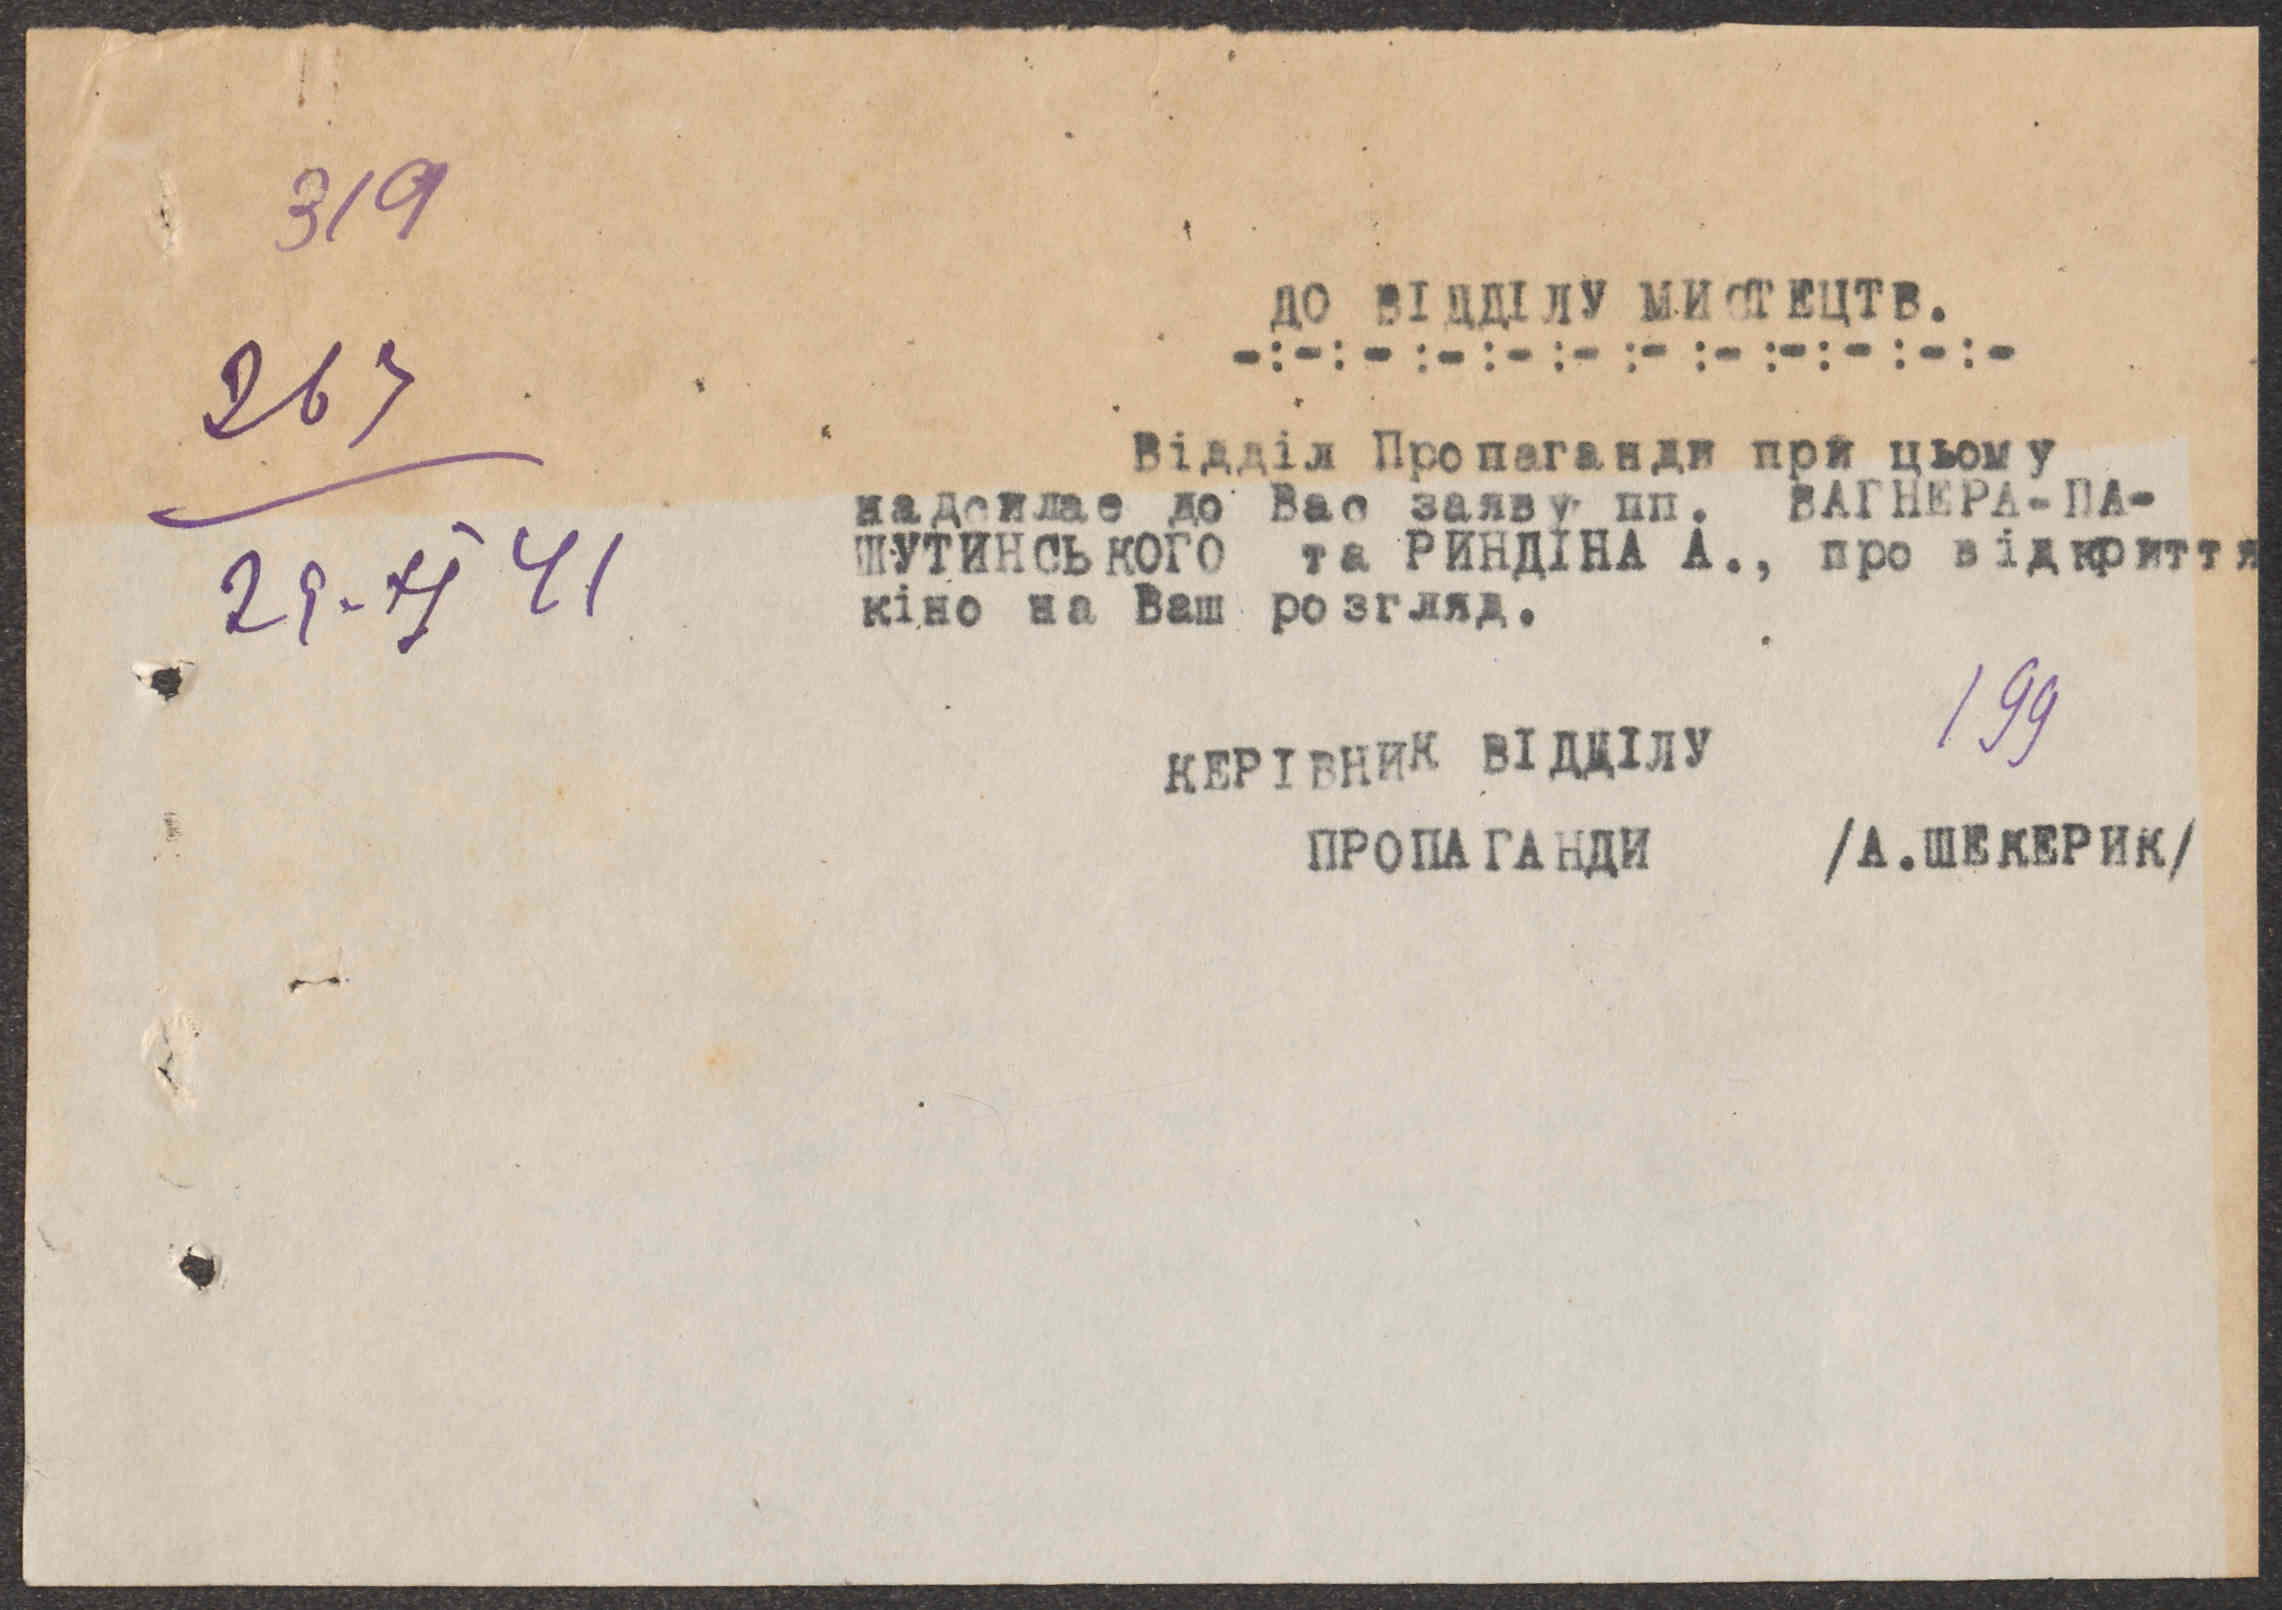 319
267
29-XI 41
ДО ВІДДІЛУ МИСТЕЦТВ.
-:-:-:-:-:-:-:-:-:-:-:-
Відділ Пропаганди при цьому
надсилає до Вас заяву пп. ВАГНЕРА-ПА-
ШУТИНСЬКОГО та РИНДІНА А., про відкриття
кіно на Ваш розгляд.
199
КЕРІВНИК ВІДДІЛУ
ПРОПАГАНДИ /А.ШЕКЕРИК/